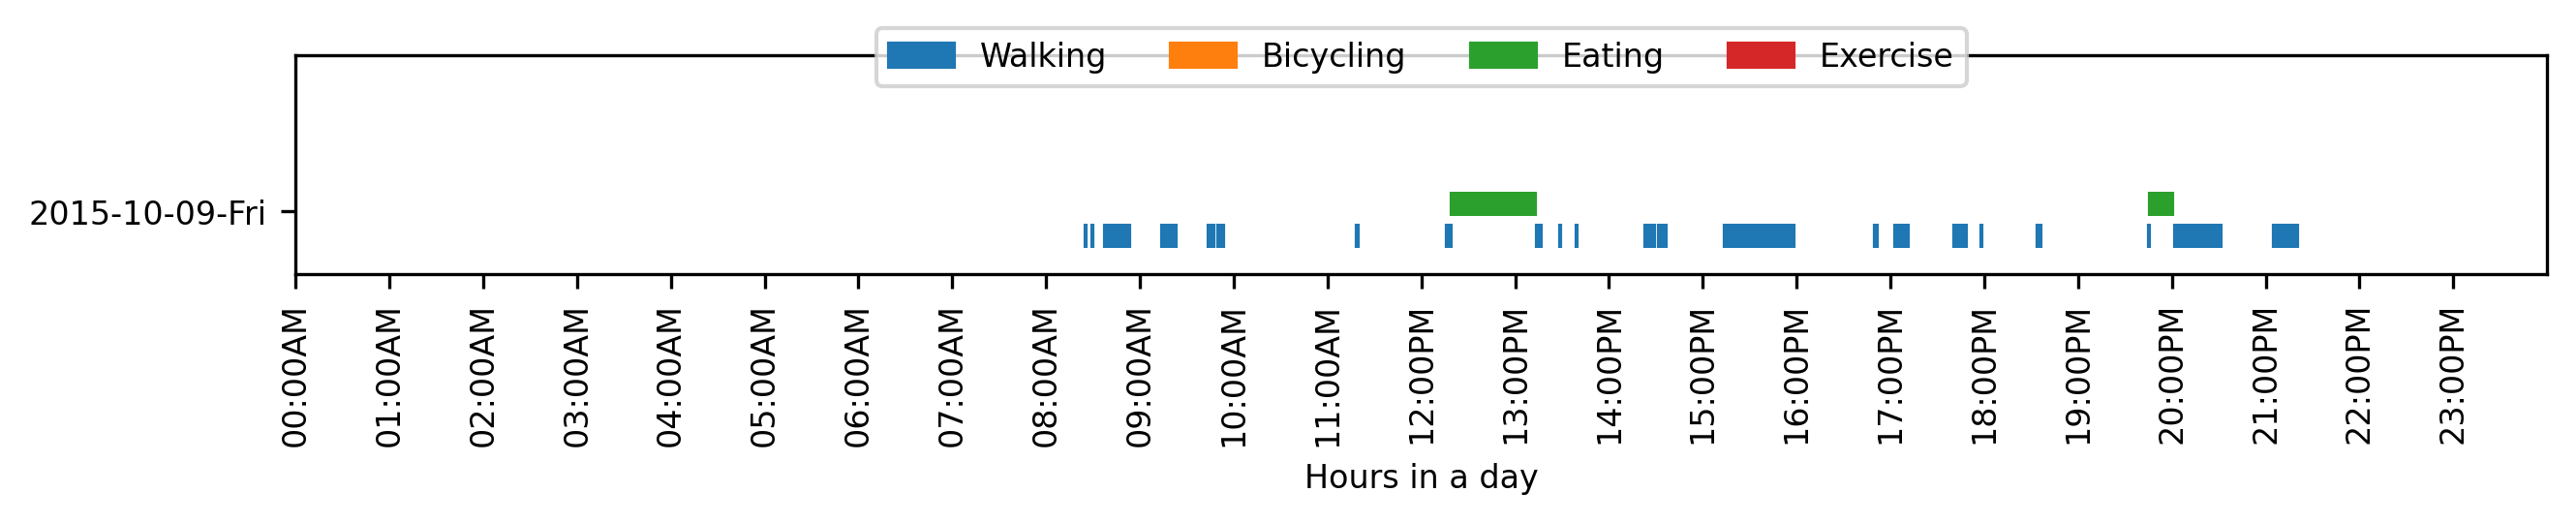 Walking Bicycling Eating Exercise
2015-10-09-Fri
00:00AM 01:00AM 02:00AM 03:00AM 04:00AM 05:00AM 06:00AM 07:00AM 08:00AM 09:00AM 10:00AM 11:00AM 12:00PM 13:00PM 14:00PM 15:00PM 16:00PM 17:00PM 18:00PM 19:00PM 20:00PM 21:00PM 22:00PM 23:00PM
Hours in a day